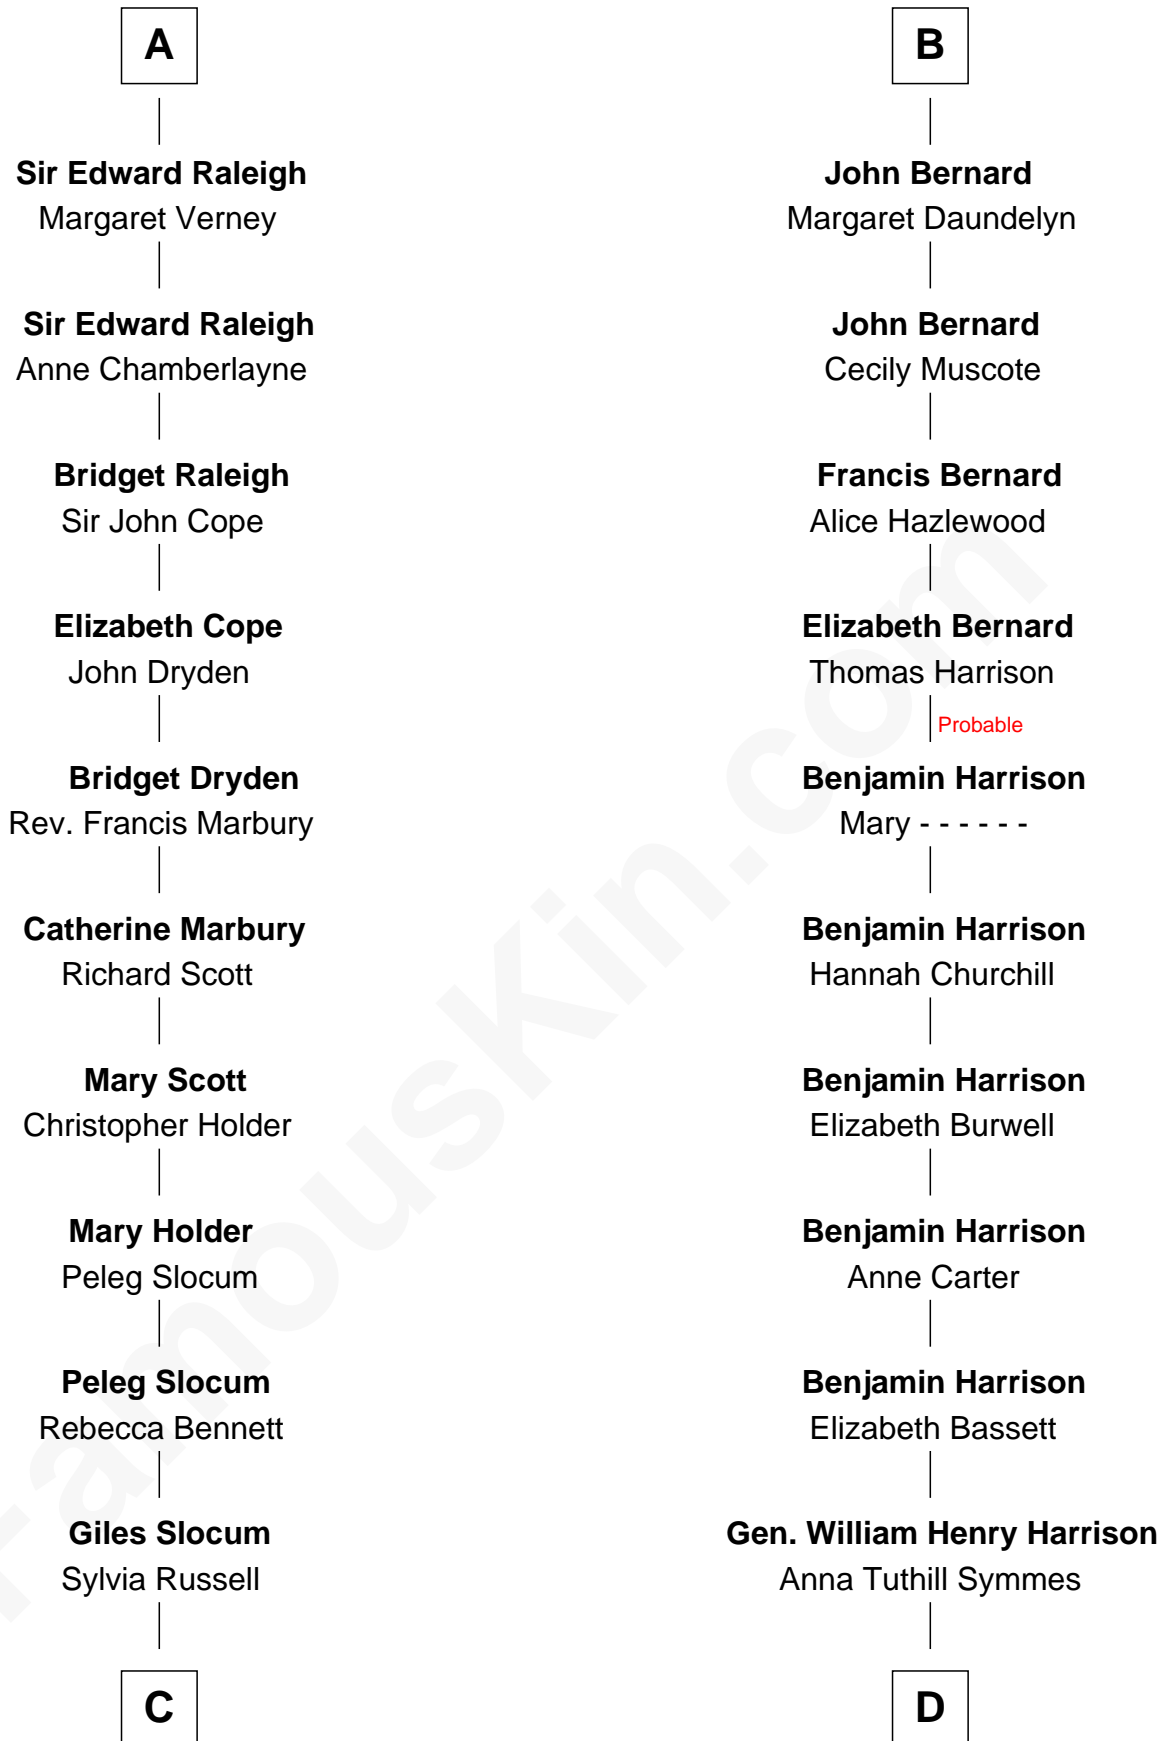 A
Sir Edward Raleigh
Margaret Verney
Sir Edward Raleigh
Anne Chamberlayne
Bridget Raleigh
Sir John Cope
Elizabeth Cope
John Dryden
Bridget Dryden
Rev. Francis Marbury
Catherine Marbury
Richard Scott
Mary Scott
Christopher Holder
Mary Holder
Peleg Slocum
Peleg Slocum
Rebecca Bennett
Giles Slocum
Sylvia Russell
C
B
John Bernard
Margaret Daundelyn
John Bernard
Cecily Muscote
Francis Bernard
Alice Hazlewood
Elizabeth Bernard
Thomas Harrison
Probable
Benjamin Harrison
Mary - - - - - -
Benjamin Harrison
Hannah Churchill
Benjamin Harrison
Elizabeth Burwell
Benjamin Harrison
Anne Carter
Benjamin Harrison
Elizabeth Bassett
Gen. William Henry Harrison
Anna Tuthill Symmes
D
FamousKin.com